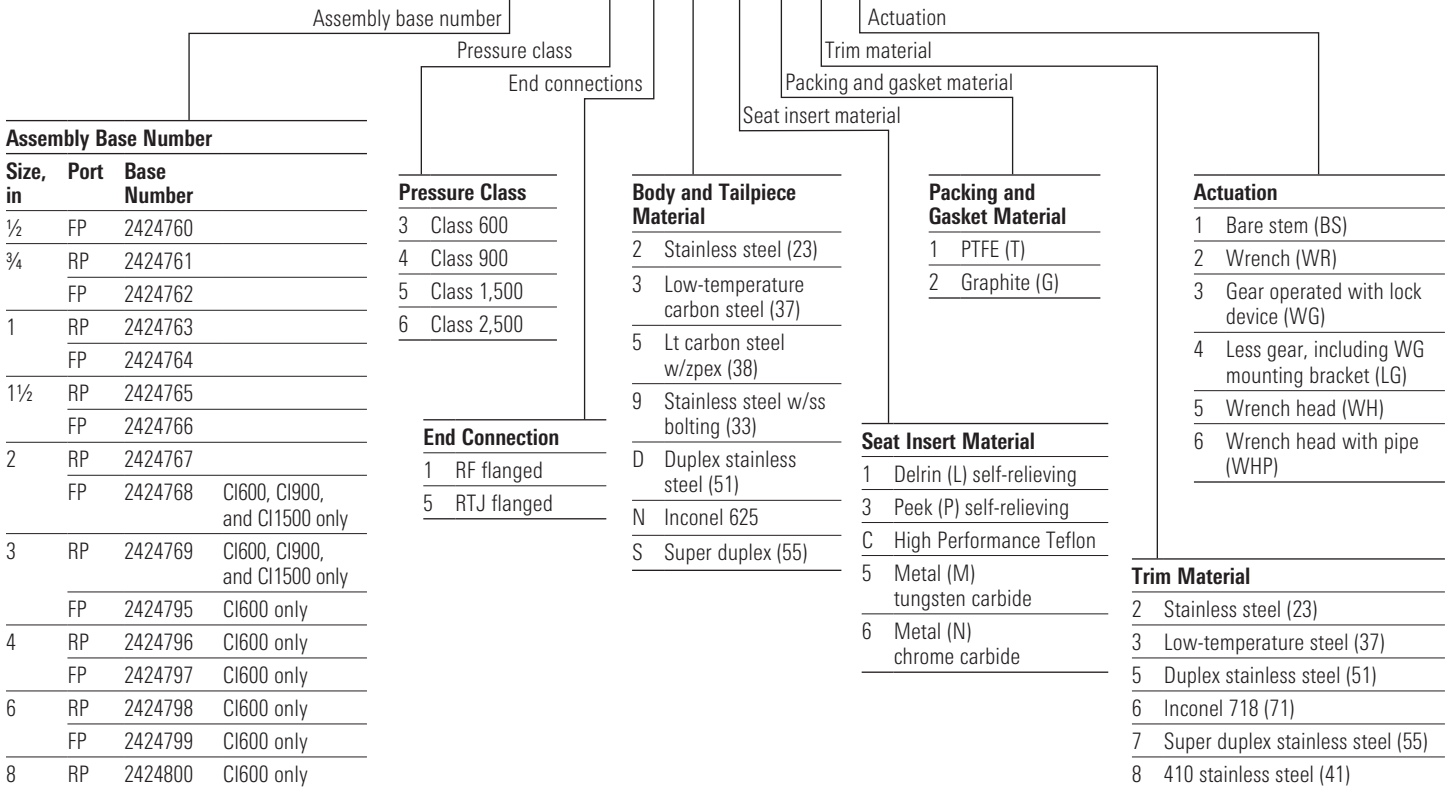 Assembly base number
Actuation
Pressure class
Trim material
End connections
Packing and gasket material
Seat insert material
Assembly Base Number
Size, in Port Base Number
½ FP 2424760
¾ RP 2424761
FP 2424762
1 RP 2424763
FP 2424764
1½ RP 2424765
FP 2424766
2 RP 2424767
FP 2424768 Cl600, Cl900,
and Cl1500 only
3 RP 2424769 Cl600, Cl900,
and Cl1500 only
FP 2424795 Cl600 only
4 RP 2424796 Cl600 only
FP 2424797 Cl600 only
6 RP 2424798 Cl600 only
FP 2424799 Cl600 only
8 RP 2424800 Cl600 only
Pressure Class
3 Class 600
4 Class 900
5 Class 1,500
6 Class 2,500
End Connection
1 RF flanged
5 RTJ flanged
Body and Tailpiece
Material
2 Stainless steel (23)
3 Low-temperature
carbon steel (37)
5 Lt carbon steel
w/zpex (38)
9 Stainless steel w/ss
bolting (33)
D Duplex stainless
steel (51)
N Inconel 625
S Super duplex (55)
Seat Insert Material
1 Delrin (L) self-relieving
3 Peek (P) self-relieving
C High Performance Teflon
5 Metal (M)
tungsten carbide
6 Metal (N)
chrome carbide
Packing and
Gasket Material
1 PTFE (T)
2 Graphite (G)
Trim Material
2 Stainless steel (23)
3 Low-temperature steel (37)
5 Duplex stainless steel (51)
6 Inconel 718 (71)
7 Super duplex stainless steel (55)
8 410 stainless steel (41)
Actuation
1 Bare stem (BS)
2 Wrench (WR)
3 Gear operated with lock
device (WG)
4 Less gear, including WG
mounting bracket (LG)
5 Wrench head (WH)
6 Wrench head with pipe
(WHP)